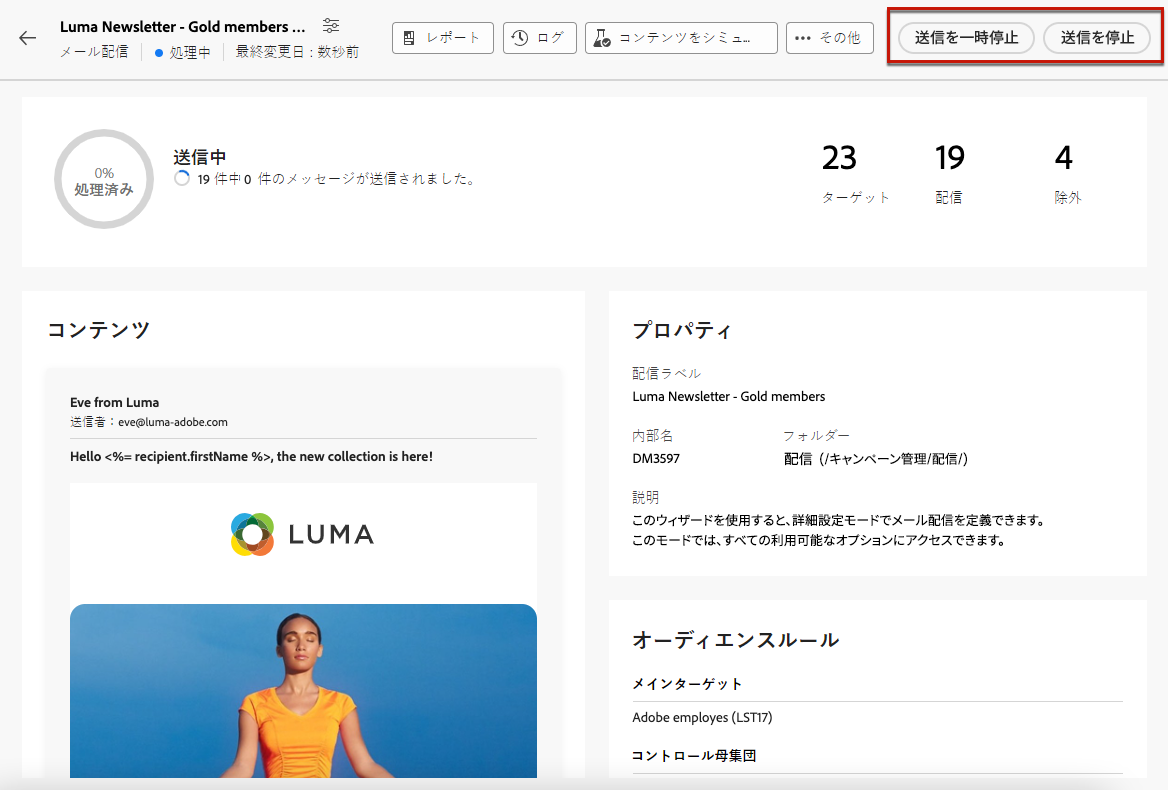 Luma Newsletter - Gold members ...
メール配信 処理中 最終変更日：数秒前
レポート
ログ
コンテンツをシミュ...
••• その他
送信を一時停止
送信を停止
0%
処理済み
送信中
19 件中 0 件のメッセージが送信されました。
23
ターゲット
19
配信
4
除外
コンテンツ
Eve from Luma
送信者：eve@luma-adobe.com
Hello <%= recipient.firstName %>, the new collection is here!
LUMA
プロパティ
配信ラベル
Luma Newsletter - Gold members
内部名
DM3597
フォルダー
配信（/キャンペーン管理/配信/）
説明
このウィザードを使用すると、詳細設定モードでメール配信を定義できます。
このモードでは、すべての利用可能なオプションにアクセスできます。
オーディエンスルール
メインターゲット
Adobe employes (LST17)
コントロール母集団